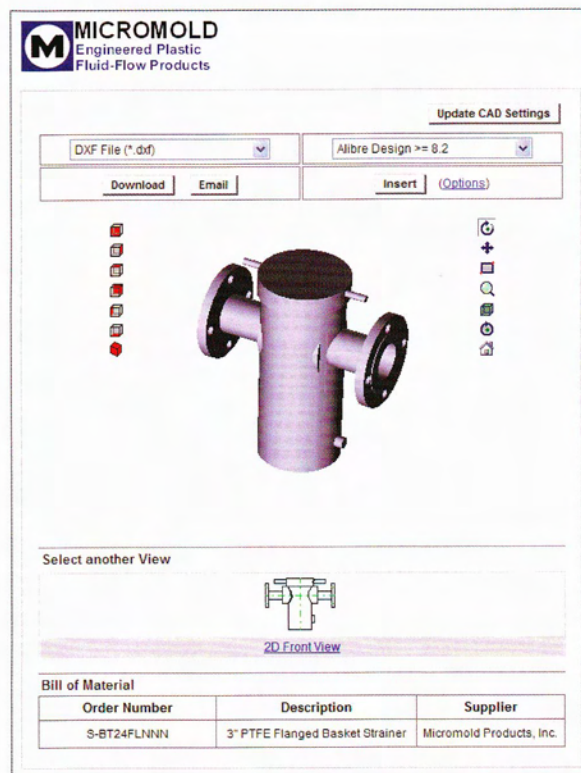 M
MICROMOLD
Engineered Plastic
Fluid-Flow Products
Update CAD Settings
DXF File (*.dxf)
Alibre Design >= 8.2
Download
Email
Insert
(Options)
Select another View
2D Front View
Bill of Material
Order Number
Description
Supplier
S-BT24FLNNN
3" PTFE Flanged Basket Strainer
Micromold Products, Inc.